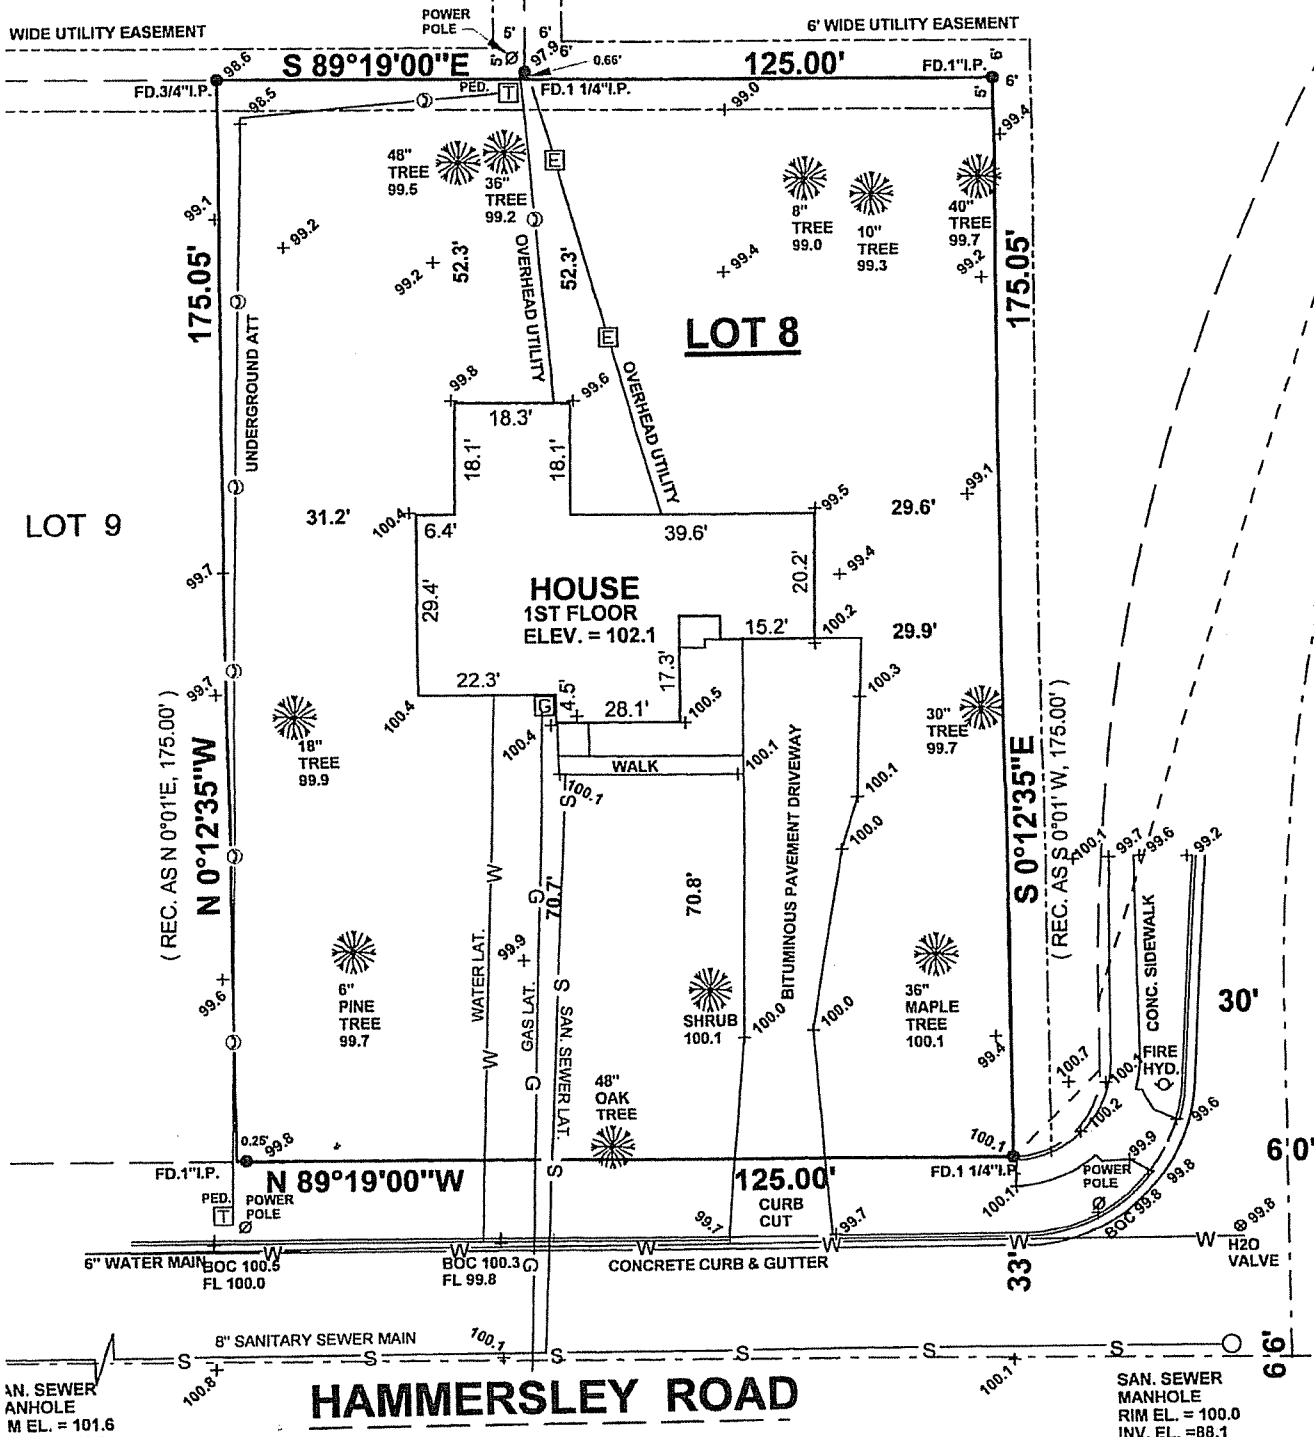 WIDE UTILITY EASEMENT
POWER
POLE
5'
6'
6'
5'
97.9
0.66'
6' WIDE UTILITY EASEMENT
98.6
S 89°19'00"E
125.00'
FD.1"I.P.
6'
6'
5'
FD.3/4"I.P.
PED.
T
FD.1 1/4"I.P.
98.5
99.0
99.4
48"
TREE
99.5
36"
TREE
99.2
E
8"
TREE
99.0
10"
TREE
99.3
40"
TREE
99.7
99.1
99.2
99.2
52.3'
52.3'
99.4
99.2
175.05'
175.05'
OVERHEAD UTILITY
E
LOT 8
UNDERGROUND ATT
99.8
99.6
OVERHEAD UTILITY
18.3'
18.1'
18.1'
99.1
LOT 9
31.2'
100.4
6.4'
39.6'
99.5
29.6'
99.7
29.4'
HOUSE
1ST FLOOR
ELEV. = 102.1
20.2'
99.4
15.2'
100.2
29.9'
17.3'
99.7
22.3'
100.4
G
4.5'
28.1'
100.5
100.3
18"
TREE
99.9
100.4
WALK
100.1
100.1
30"
TREE
99.7
100.1
100.0
BITUMINOUS PAVEMENT DRIVEWAY
( REC. AS N 0°01'E, 175.00' )
N 0°12'35"W
S 0°12'35"E
( REC. AS S 0°01' W, 175.00' )
S
100.1
99.7
99.6
99.2
W
G
70.7'
70.8'
99.9
WATER LAT.
GAS LAT.
S
SAN. SEWER LAT.
CONC. SIDEWALK
99.6
6"
PINE
TREE
99.7
SHRUB
100.1
100.0
100.0
36"
MAPLE
TREE
100.1
30'
99.4
100.7
100.1
FIRE
HYD.
W
G
48"
OAK
TREE
100.2
99.6
0.25'
99.8
100.1
99.9
60'
FD.1"I.P.
N 89°19'00"W
S
125.00'
FD.1 1/4"I.P.
POWER
POLE
99.8
PED.
T
POWER
POLE
CURB
CUT
99.7
99.7
100.1
BOC 99.8
99.8
6" WATER MAIN
W
W
W
W
W
W
H2O
VALVE
BOC 100.5
FL 100.0
BOC 100.3
FL 99.8
G
CONCRETE CURB & GUTTER
33'
8" SANITARY SEWER MAIN
100.1
S
S
S
S
S
S
66'
100.8
100.1
AN. SEWER
ANHOLE
M EL. = 101.6
HAMMERSLEY ROAD
SAN. SEWER
MANHOLE
RIM EL. = 100.0
INV. EL. =88.1